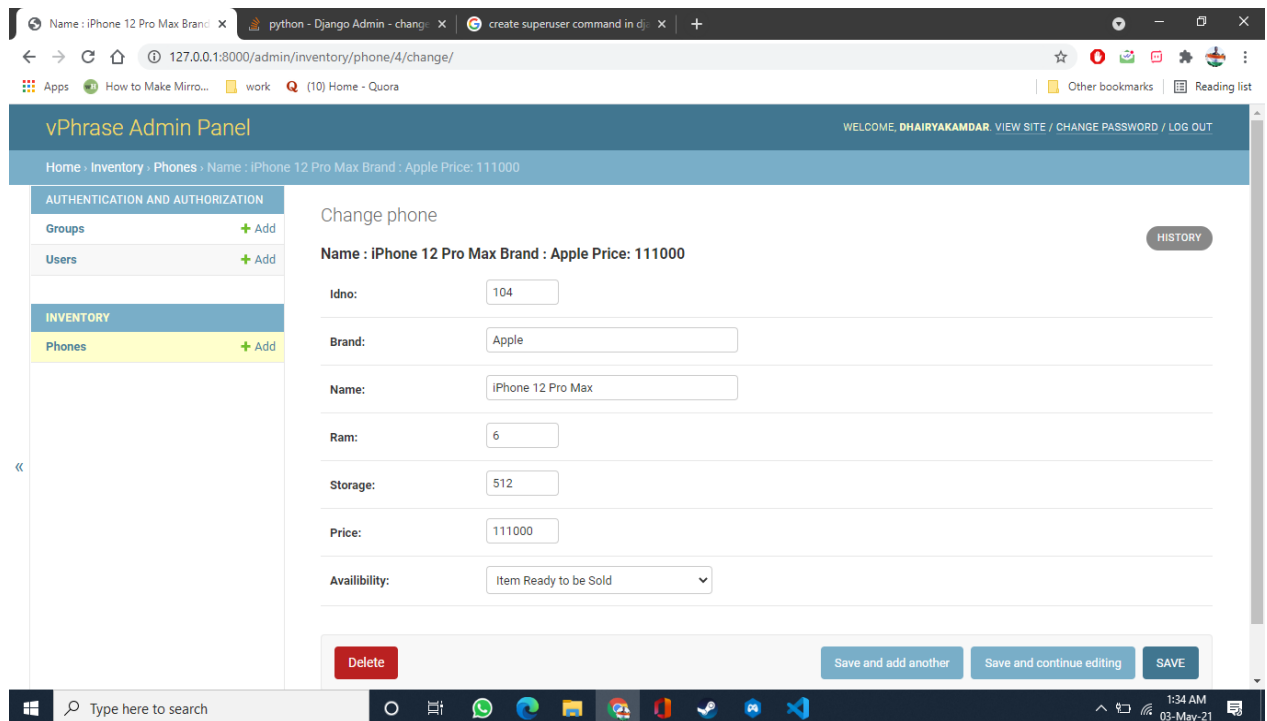 Name : iPhone 12 Pro Max Brand
python - Django Admin - change
create superuser command in dja
127.0.0.1:8000/admin/inventory/phone/4/change/
Apps How to Make Mirro... work (10) Home - Quora Other bookmarks Reading list
vPhrase Admin Panel
WELCOME, DHAIRYAKAMDAR. VIEW SITE / CHANGE PASSWORD / LOG OUT
Home › Inventory › Phones › Name : iPhone 12 Pro Max Brand : Apple Price: 111000
AUTHENTICATION AND AUTHORIZATION
Groups + Add
Users + Add
INVENTORY
Phones + Add
«
Change phone
HISTORY
Name : iPhone 12 Pro Max Brand : Apple Price: 111000
Idno: 104
Brand: Apple
Name: iPhone 12 Pro Max
Ram: 6
Storage: 512
Price: 111000
Availibility: Item Ready to be Sold
Delete Save and add another Save and continue editing SAVE
Type here to search
1:34 AM
03-May-21